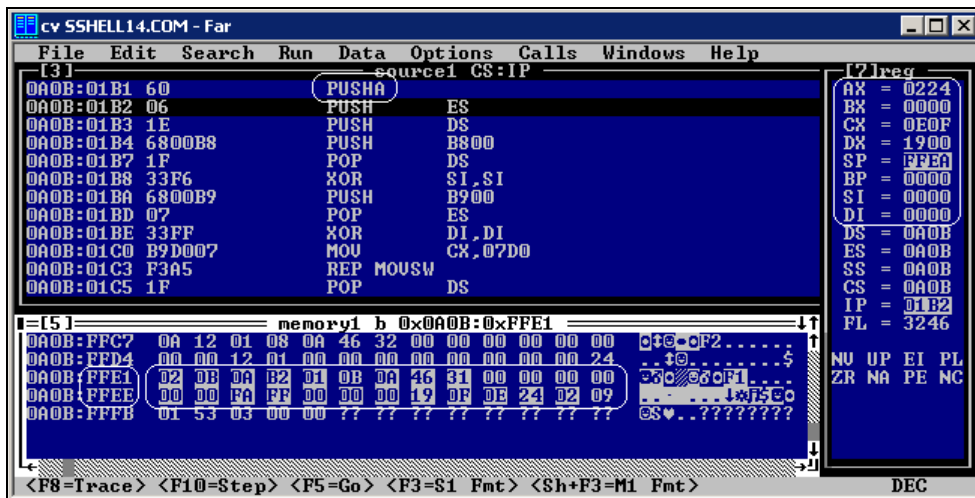 cv SSHELL14.COM - Far
File Edit Search Run Data Options Calls Windows Help
[3] source1 CS:IP [7]reg
0A0B:01B1 60 PUSHA
0A0B:01B2 06 PUSH ES
0A0B:01B3 1E PUSH DS
0A0B:01B4 6800B8 PUSH B800
0A0B:01B7 1F POP DS
0A0B:01B8 33F6 XOR SI,SI
0A0B:01BA 6800B9 PUSH B900
0A0B:01BD 07 POP ES
0A0B:01BE 33FF XOR DI,DI
0A0B:01C0 B9D007 MOV CX,07D0
0A0B:01C3 F3A5 REP MOVSW
0A0B:01C5 1F POP DS
AX = 0224
BX = 0000
CX = 0E0F
DX = 1900
SP = FFEA
BP = 0000
SI = 0000
DI = 0000
DS = 0A0B
ES = 0A0B
SS = 0A0B
CS = 0A0B
IP = 01B2
FL = 3246
NV UP EI PL
ZR NA PE NC
[5] memory1 b 0x0A0B:0xFFE1
0A0B:FFC7 0A 12 01 08 0A 46 32 00 00 00 00 00 00 F2......
0A0B:FFD4 00 00 12 01 00 00 00 00 00 00 00 00 24 $
0A0B:FFE1 02 0B 0A B2 01 0B 0A 46 31 00 00 00 00 F1....
0A0B:FFEE 00 00 FA FF 00 00 00 19 0F 0E 24 02 09
0A0B:FFFB 01 53 03 00 00 ?? ?? ?? ?? ?? ?? ?? ?? ☺S♥..????????
<F8=Trace> <F10=Step> <F5=Go> <F3=S1 Fmt> <Sh+F3=M1 Fmt> DEC